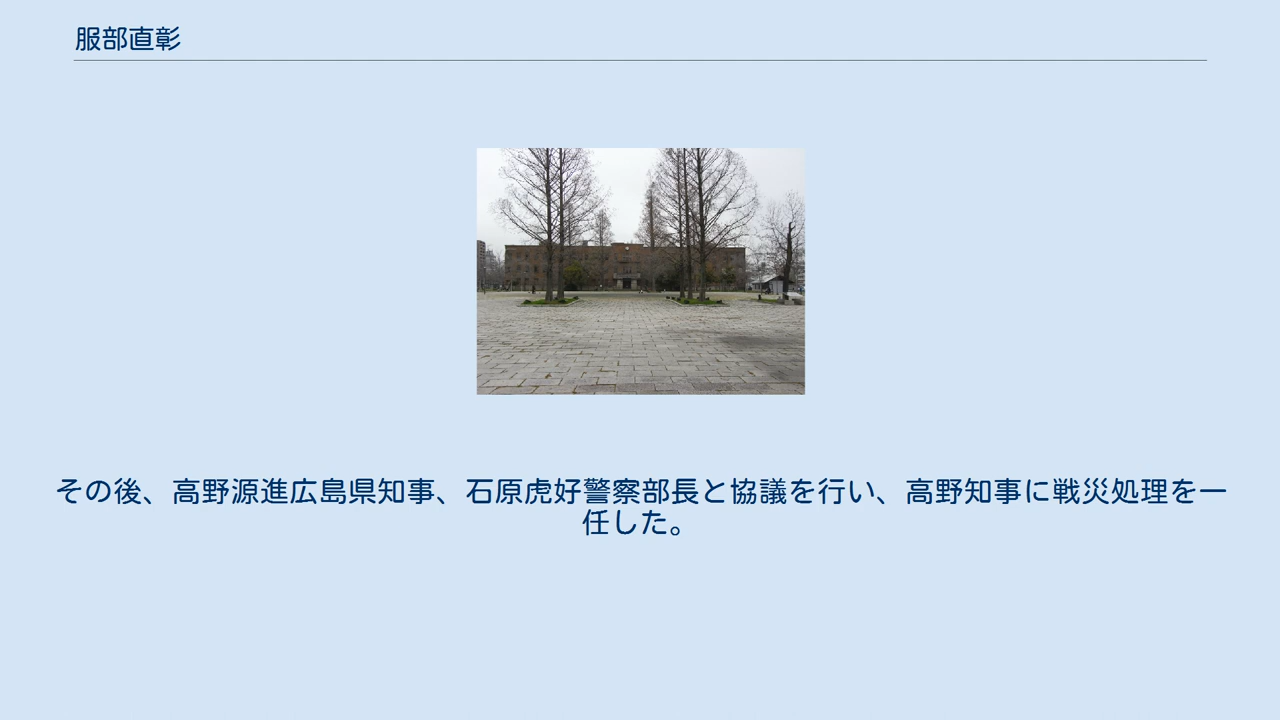 服部直彰
その後、高野源進広島県知事、石原虎好警察部長と協議を行い、高野知事に戦災処理を一
任した。